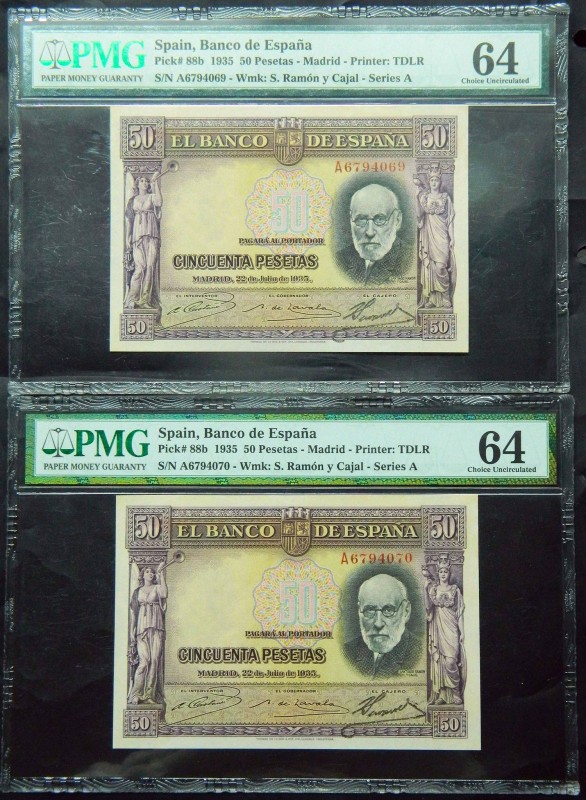 PMG
PAPER MONEY GUARANTY
Spain, Banco de España
Pick# 88b 1935 50 Pesetas - Madrid - Printer: TDLR
S/N A6794069 - Wmk: S. Ramón y Cajal - Series A
64
Choice Uncirculated
50 EL BANCO DE ESPAÑA 50
A6794069
50
PAGARÁ AL PORTADOR
CINCUENTA PESETAS
MADRID, 22 de Julio de 1935.
EL INTERVENTOR EL GOBERNADOR EL CAJERO
50 50
PMG
PAPER MONEY GUARANTY
Spain, Banco de España
Pick# 88b 1935 50 Pesetas - Madrid - Printer: TDLR
S/N A6794070 - Wmk: S. Ramón y Cajal - Series A
64
Choice Uncirculated
50 EL BANCO DE ESPAÑA 50
A6794070
50
PAGARÁ AL PORTADOR
CINCUENTA PESETAS
MADRID, 22 de Julio de 1935.
EL INTERVENTOR EL GOBERNADOR EL CAJERO
50 50